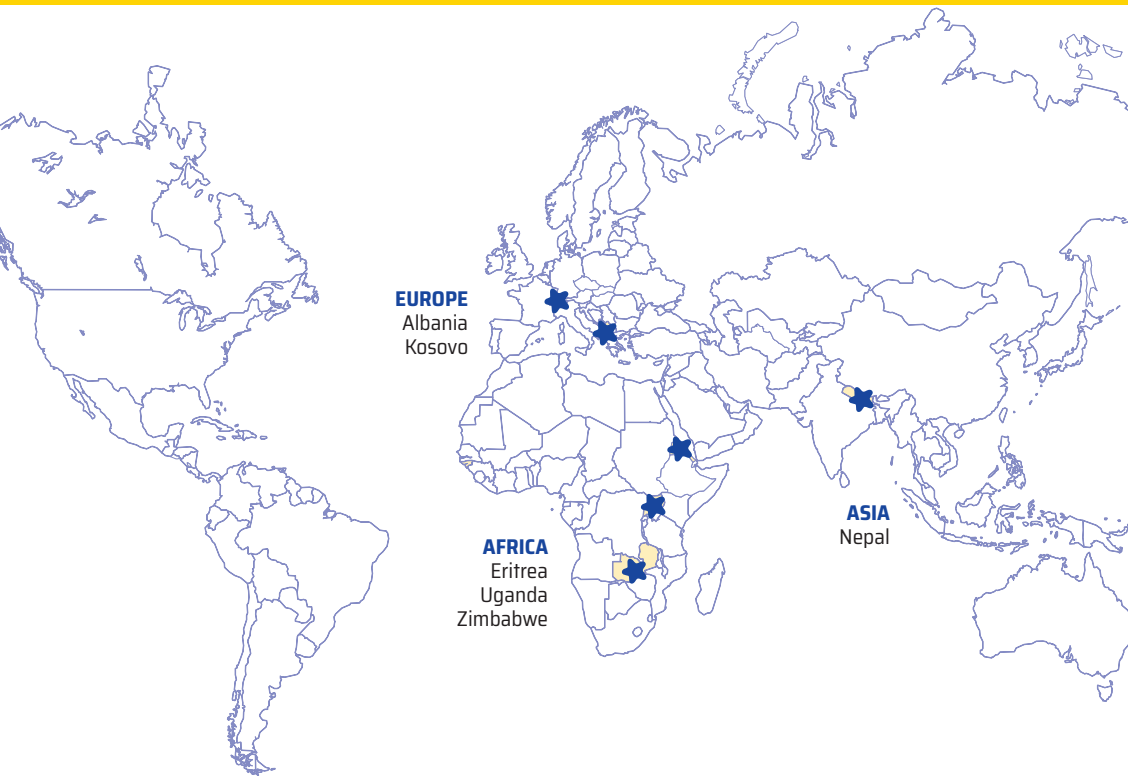 EUROPE
Albania
Kosovo
AFRICA
Eritrea
Uganda
Zimbabwe
ASIA
Nepal